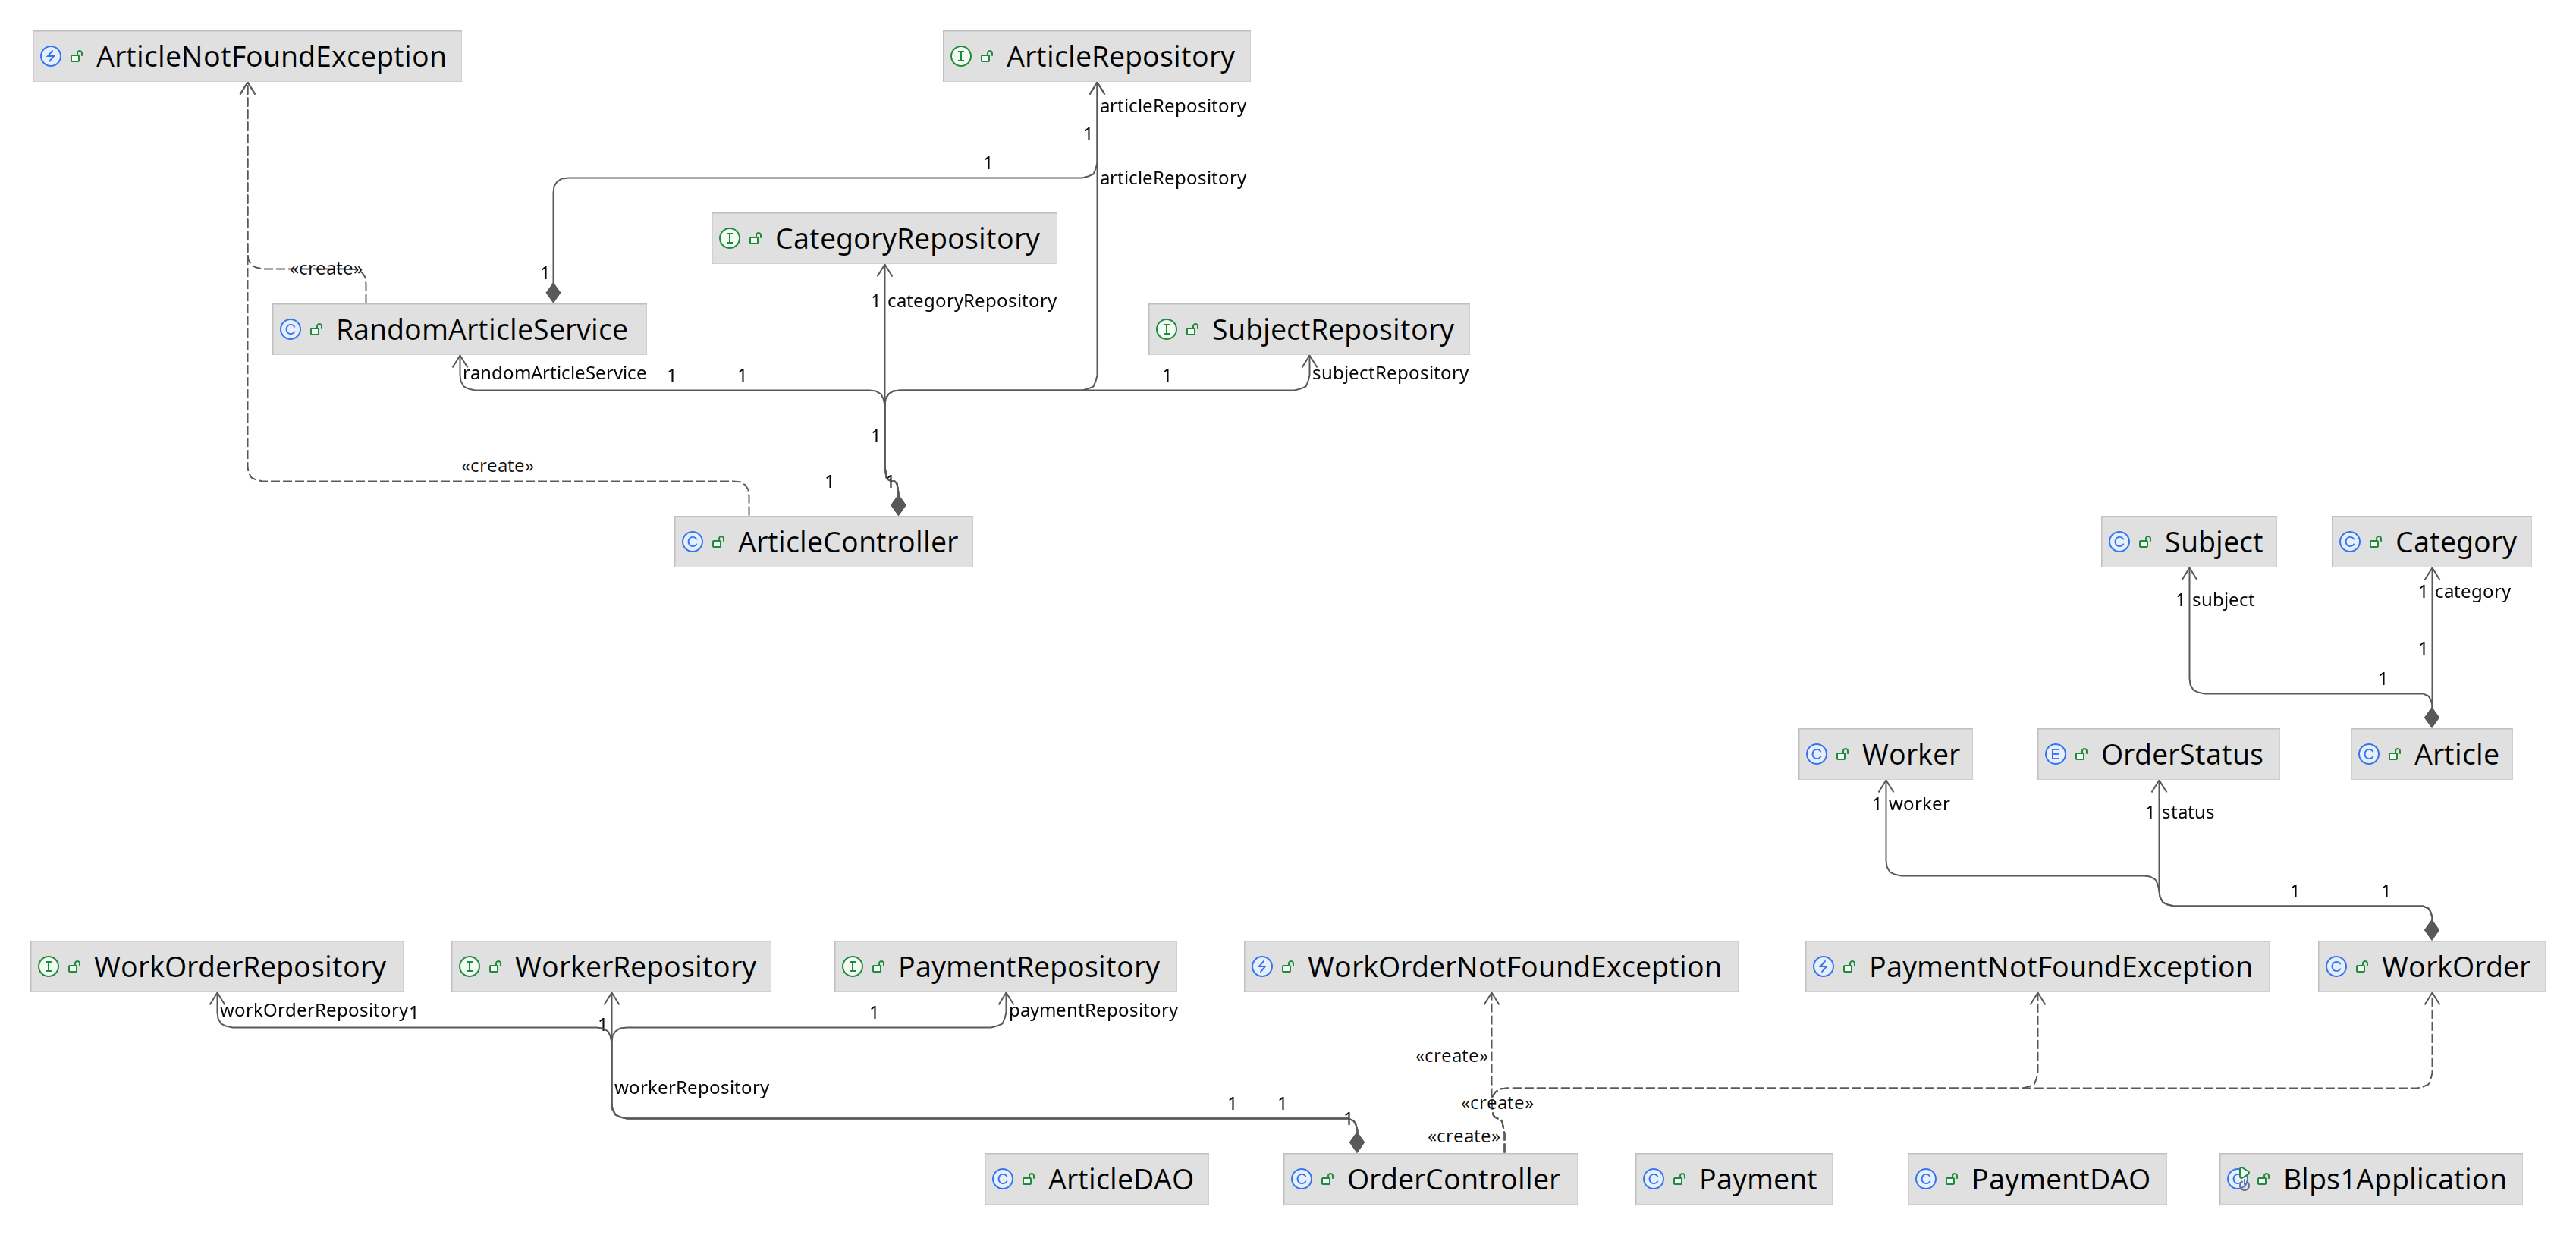 ArticleNotFoundException
ArticleRepository
articleRepository
1
1
articleRepository
CategoryRepository
«create»
1
1
categoryRepository
RandomArticleService
SubjectRepository
randomArticleService
1
1
1
subjectRepository
1
«create»
1
1
ArticleController
Subject
Category
1
subject
1
category
1
1
Worker
OrderStatus
Article
1
worker
1
status
1
1
WorkOrderRepository
WorkerRepository
PaymentRepository
WorkOrderNotFoundException
PaymentNotFoundException
WorkOrder
workOrderRepository
1
1
1
paymentRepository
«create»
workerRepository
1
1
1
«create»
«create»
ArticleDAO
OrderController
Payment
PaymentDAO
Blps1Application